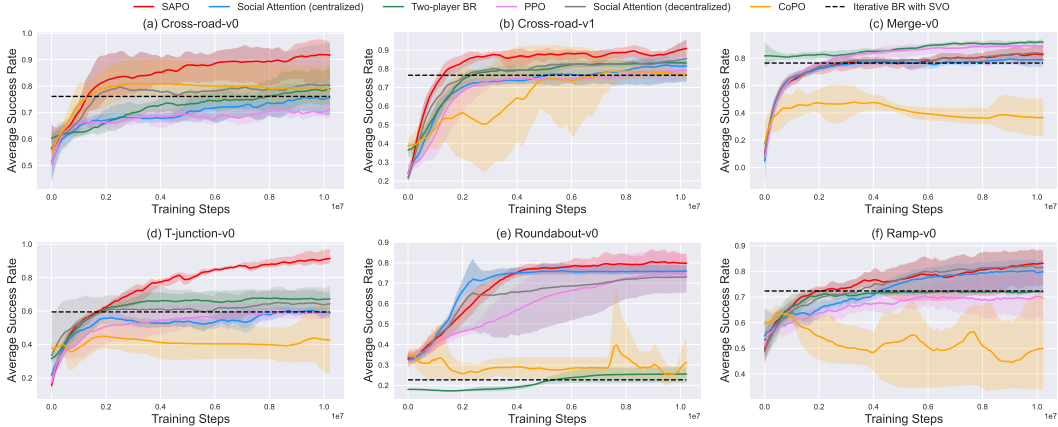 SAPO Social Attention (centralized) Two-player BR PPO Social Attention (decentralized) CoPO Iterative BR with SVO
(a) Cross-road-v0
Average Success Rate
1.0
0.9
0.8
0.7
0.6
0.5
0.0 0.2 0.4 0.6 0.8 1.0
1e7
Training Steps
(b) Cross-road-v1
Average Success Rate
0.9
0.8
0.7
0.6
0.5
0.4
0.3
0.2
0.0 0.2 0.4 0.6 0.8 1.0
1e7
Training Steps
(c) Merge-v0
Average Success Rate
0.8
0.6
0.4
0.2
0.0
0.0 0.2 0.4 0.6 0.8 1.0
1e7
Training Steps
(d) T-junction-v0
Average Success Rate
1.0
0.8
0.6
0.4
0.2
0.0 0.2 0.4 0.6 0.8 1.0
1e7
Training Steps
(e) Roundabout-v0
Average Success Rate
0.9
0.8
0.7
0.6
0.5
0.4
0.3
0.2
0.0 0.2 0.4 0.6 0.8 1.0
1e7
Training Steps
(f) Ramp-v0
Average Success Rate
0.9
0.8
0.7
0.6
0.5
0.4
0.0 0.2 0.4 0.6 0.8 1.0
1e7
Training Steps